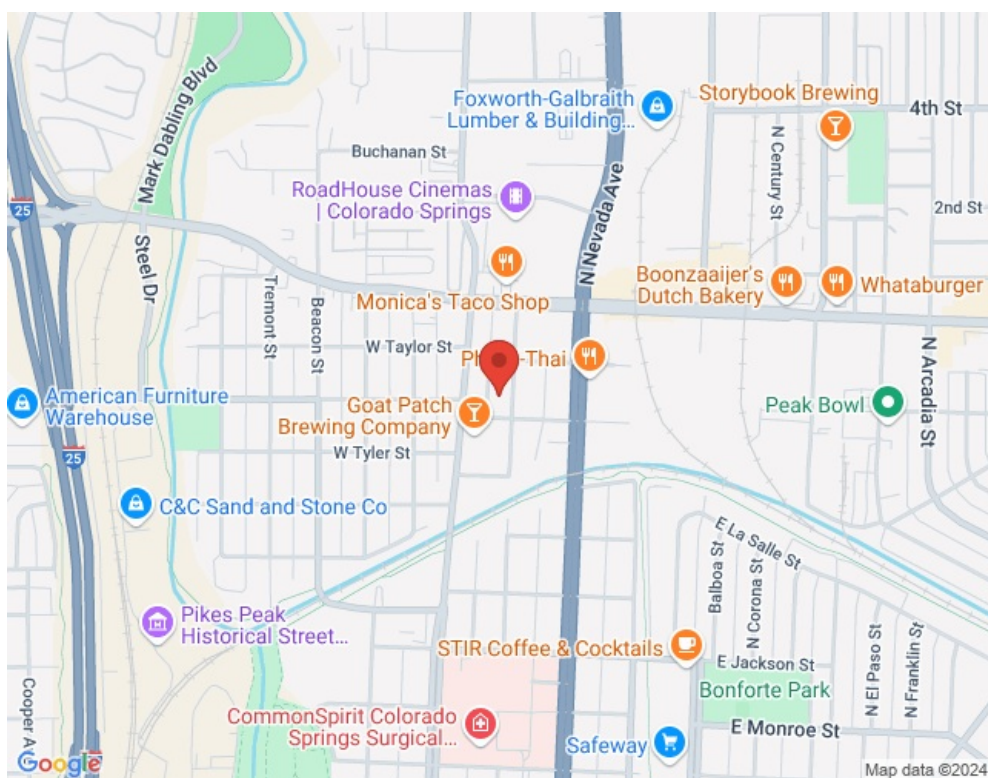 Mark Dabling Blvd
Foxworth-Galbraith
Lumber & Building...
Storybook Brewing
4th St
Buchanan St
N Century St
RoadHouse Cinemas
| Colorado Springs
N Nevada Ave
2nd St
25
Steel Dr
Tremont St
Beacon St
Monica's Taco Shop
Boonzaaijer's
Dutch Bakery
Whataburger
W Taylor St
-Thai
N Arcadia St
American Furniture
Warehouse
Goat Patch
Brewing Company
Peak Bowl
W Tyler St
25
C&C Sand and Stone Co
E La Salle St
Balboa St
N Corona St
Pikes Peak
Historical Street...
STIR Coffee & Cocktails
E Jackson St
N El Paso St
N Franklin St
Bonforte Park
Cooper A
CommonSpirit Colorado
Springs Surgical...
E Monroe St
Safeway
Google
Map data ©2024